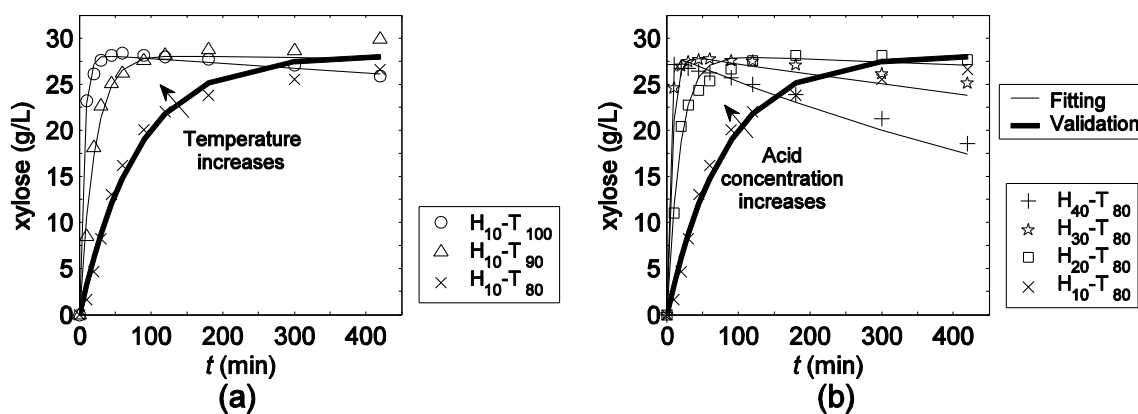 (a)
xylose (g/L)
30
25
20
15
10
5
0
0 100 200 300 400
t (min)
Temperature
increases
H10-T100
H10-T90
H10-T80
(a)
(b)
xylose (g/L)
30
25
20
15
10
5
0
0 100 200 300 400
t (min)
Acid
concentration
increases
Fitting
Validation
H40-T80
H30-T80
H20-T80
H10-T80
(b)